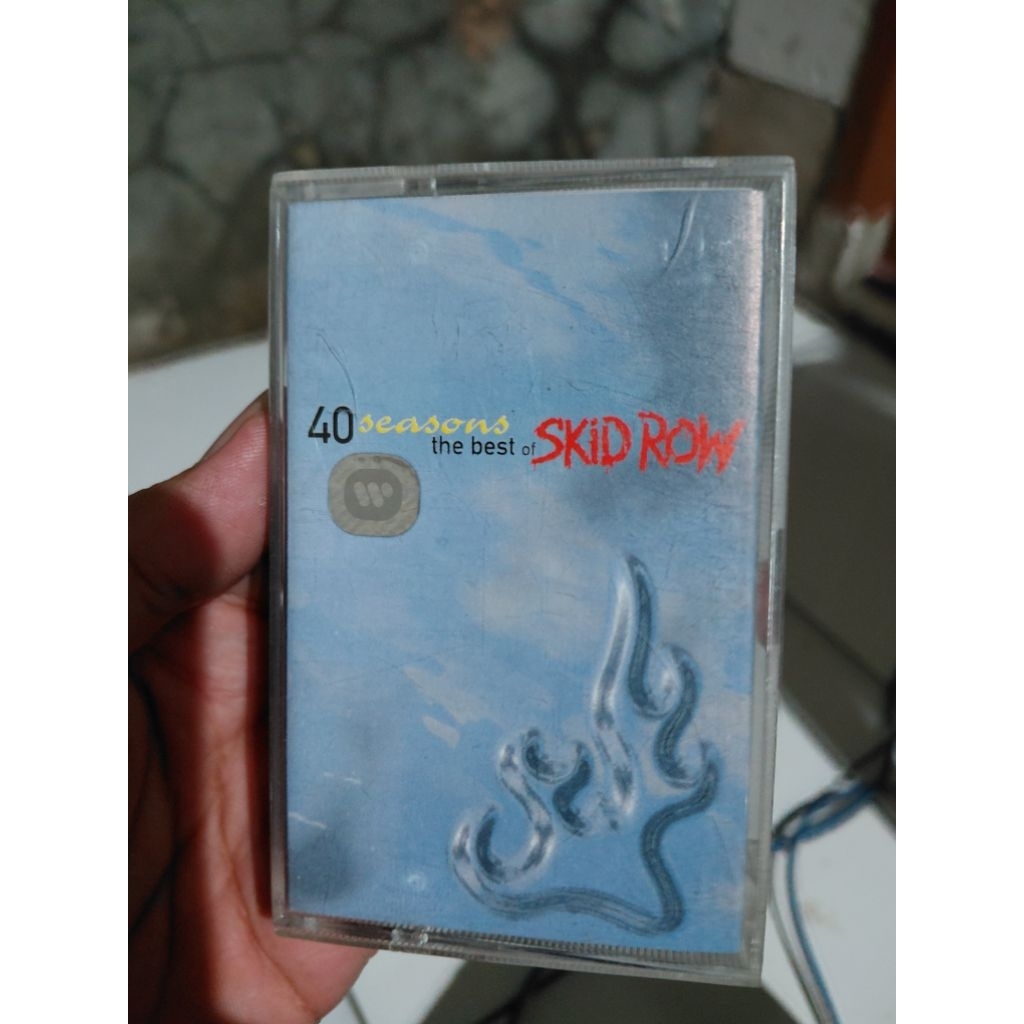 40 seasons
the best of SKID ROW